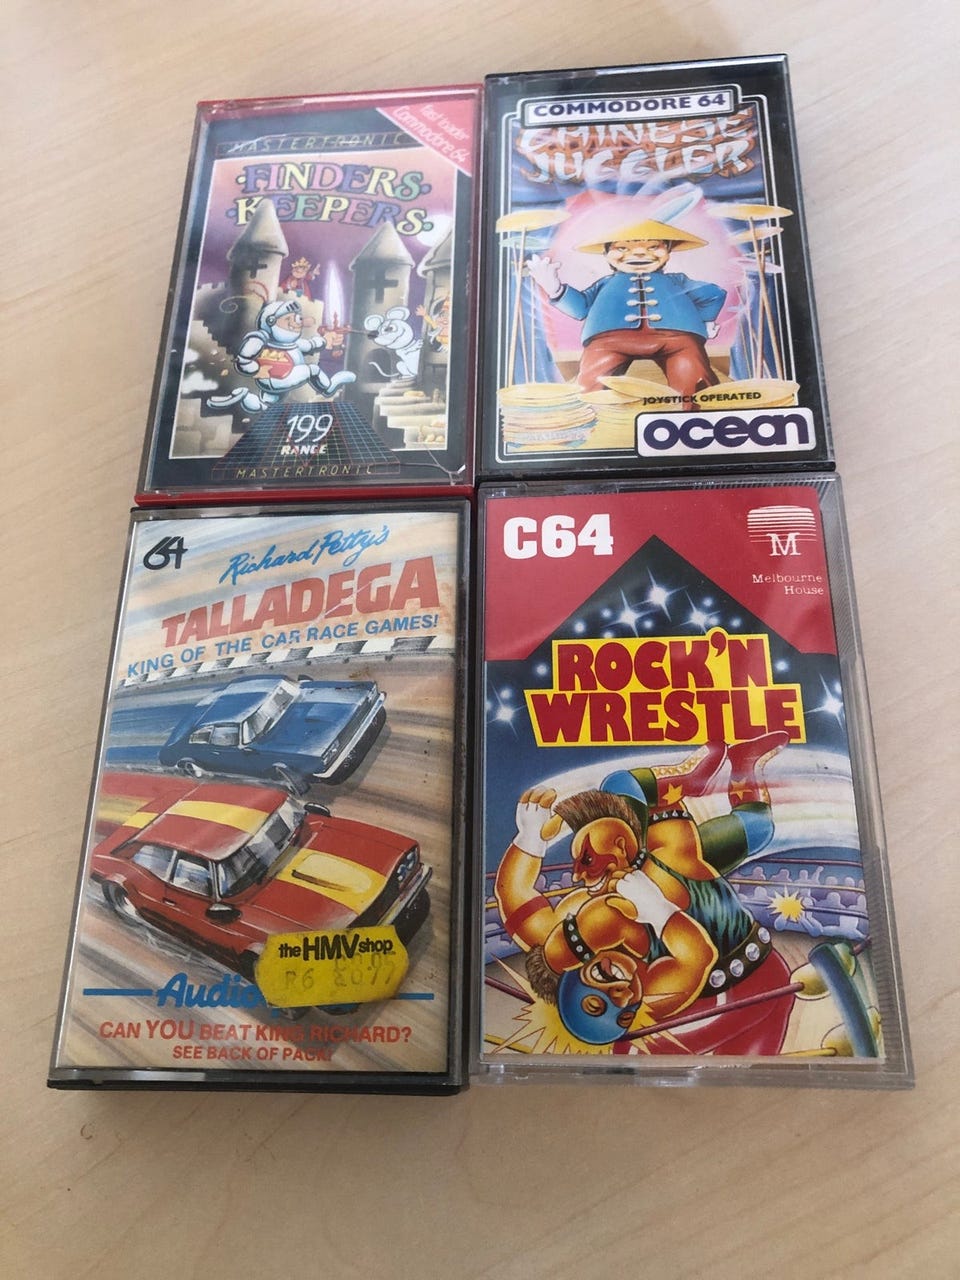 Fast loader
Commodore 64
MASTERTRONIC
FINDERS
KEEPERS
199
RANGE
MASTERTRONIC
COMMODORE 64
CHINESE
JUGGLER
JOYSTICK OPERATED
ocean
64
Richard Petty's
TALLADEGA
KING OF THE CAR RACE GAMES!
the HMV shop
Audio
CAN YOU BEAT KING RICHARD?
SEE BACK OF PACK!
C64
M
Melbourne
House
ROCK'N
WRESTLE